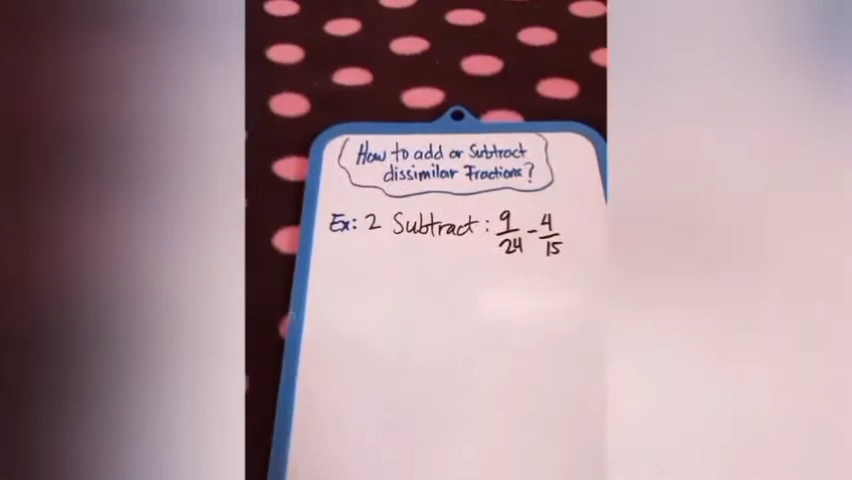 How to add or Subtract
dissimilar Fractions?
Ex: 2 Subtract: 9/24 - 4/15